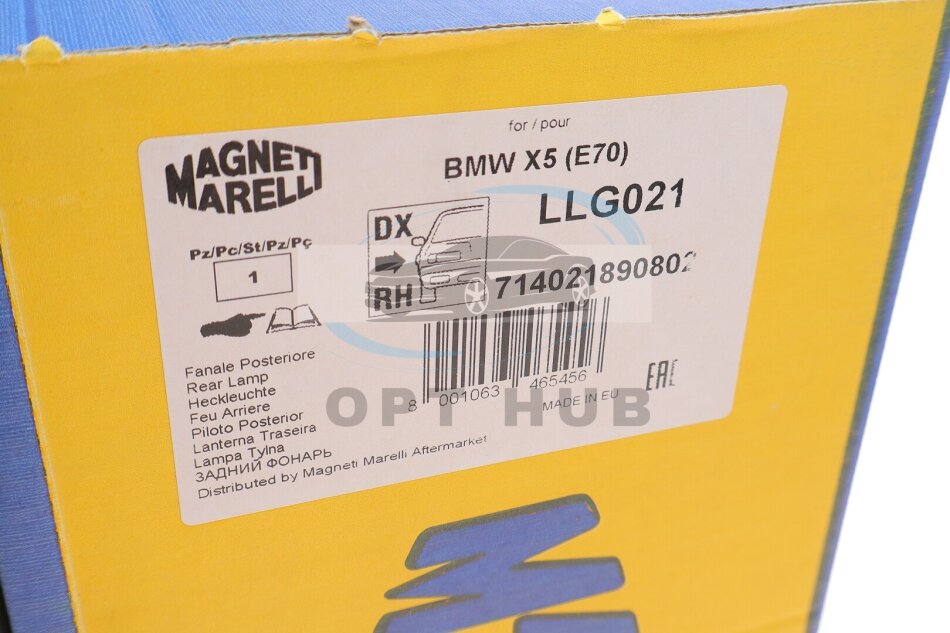 for / pour
MAGNETI
MARELLI
BMW X5 (E70)
LLG021
DX
RH
714021890802
Pz/Pc/St/Pz/Pç
1
Fanale Posteriore
Rear Lamp
Heckleuchte
Feu Arriere
Piloto Posterior
Lanterna Traseira
Lampa Tylna
ЗАДНИЙ ФОНАРЬ
Distributed by Magneti Marelli Aftermarket
8 001063 465456
MADE IN EU
EAC
OPT HUB